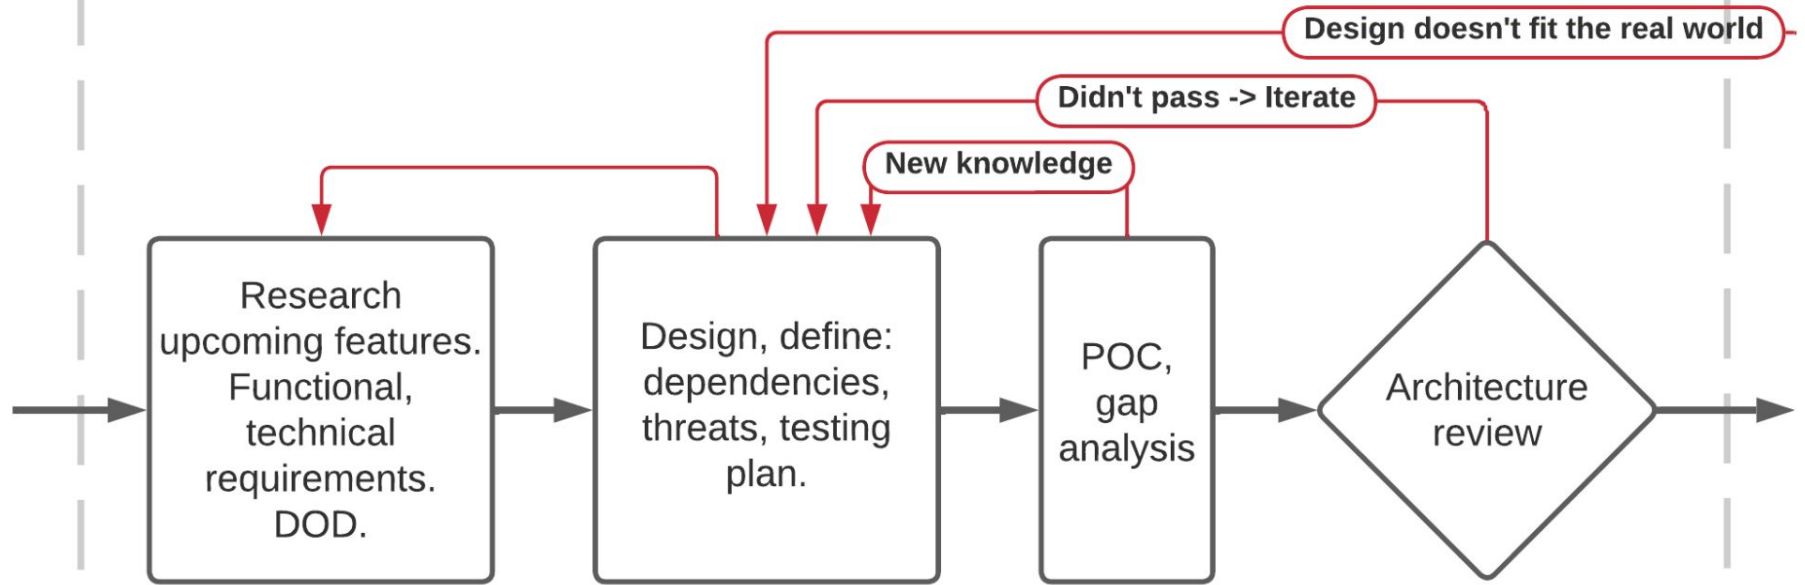 Design doesn't fit the real world
Didn't pass -> Iterate
New knowledge
Research
upcoming features.
Functional,
technical
requirements.
DOD.
Design, define:
dependencies,
threats, testing
plan.
POC,
gap
analysis
Architecture
review